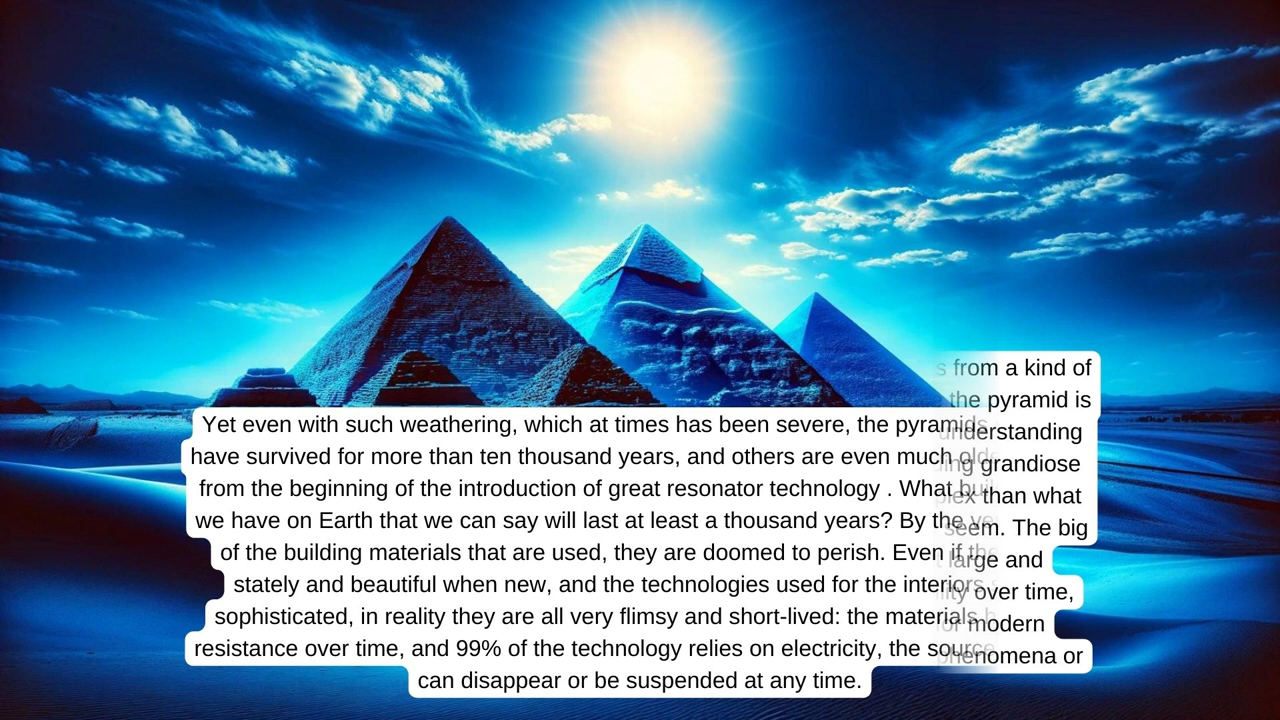 Yet even with such weathering, which at times has been severe, the pyramids
have survived for more than ten thousand years, and others are even much
from the beginning of the introduction of great resonator technology . What
we have on Earth that we can say will last at least a thousand years? By the
of the building materials that are used, they are doomed to perish. Even if
stately and beautiful when new, and the technologies used for the interiors
sophisticated, in reality they are all very flimsy and short-lived: the materials
resistance over time, and 99% of the technology relies on electricity, the source
can disappear or be suspended at any time.
from a kind of
the pyramid is
understanding
grandiose
than what
seem. The big
large and
over time,
or modern
phenomena or